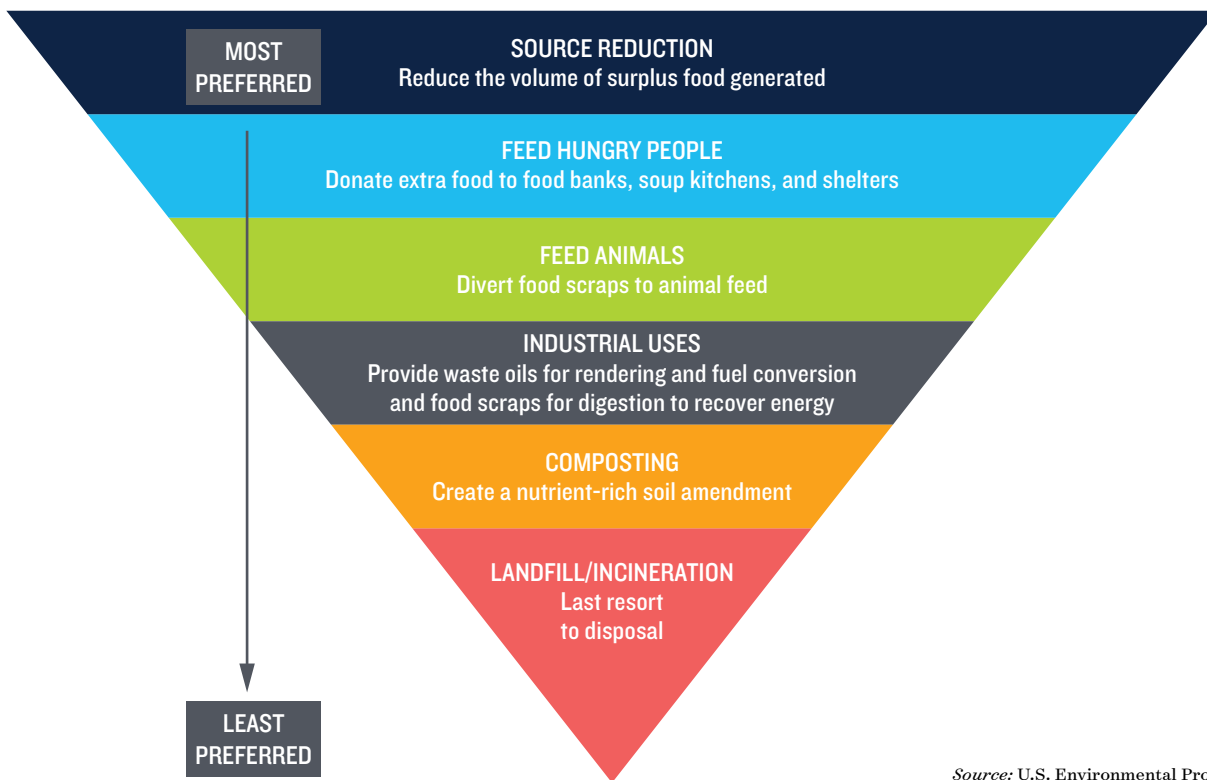 MOST
PREFERRED
SOURCE REDUCTION
Reduce the volume of surplus food generated
FEED HUNGRY PEOPLE
Donate extra food to food banks, soup kitchens, and shelters
FEED ANIMALS
Divert food scraps to animal feed
INDUSTRIAL USES
Provide waste oils for rendering and fuel conversion
and food scraps for digestion to recover energy
COMPOSTING
Create a nutrient-rich soil amendment
LANDFILL/INCINERATION
Last resort
to disposal
LEAST
PREFERRED
Source: U.S. Environmental Pro